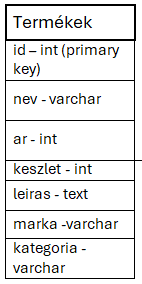 Termékek
id – int (primary
key)
nev - varchar
ar - int
keszlet - int
leiras - text
marka -varchar
kategoria -
varchar